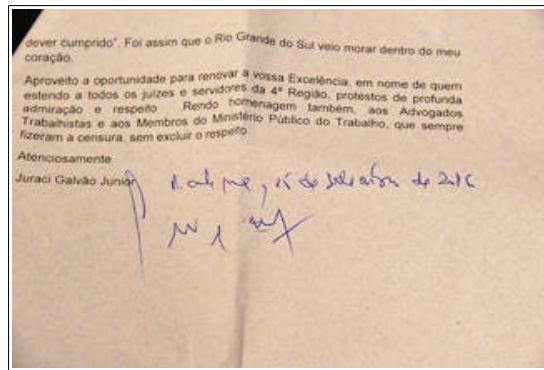 dever cumprido". Foi assim que o Rio Grande do Sul veio morar dentro do meu
coração.
Aproveito a oportunidade para renovar a vossa Excelência, em nome de quem
estendo a todos os juízes e servidores da 4ª Região, protestos de profunda
admiração e respeito Rendo homenagem também, aos Advogados
Trabalhistas e aos Membros do Ministério Público do Trabalho, que sempre
fizeram a censura, sem excluir o respeito.
Atenciosamente
Juraci Galvão Junior
de de 2016